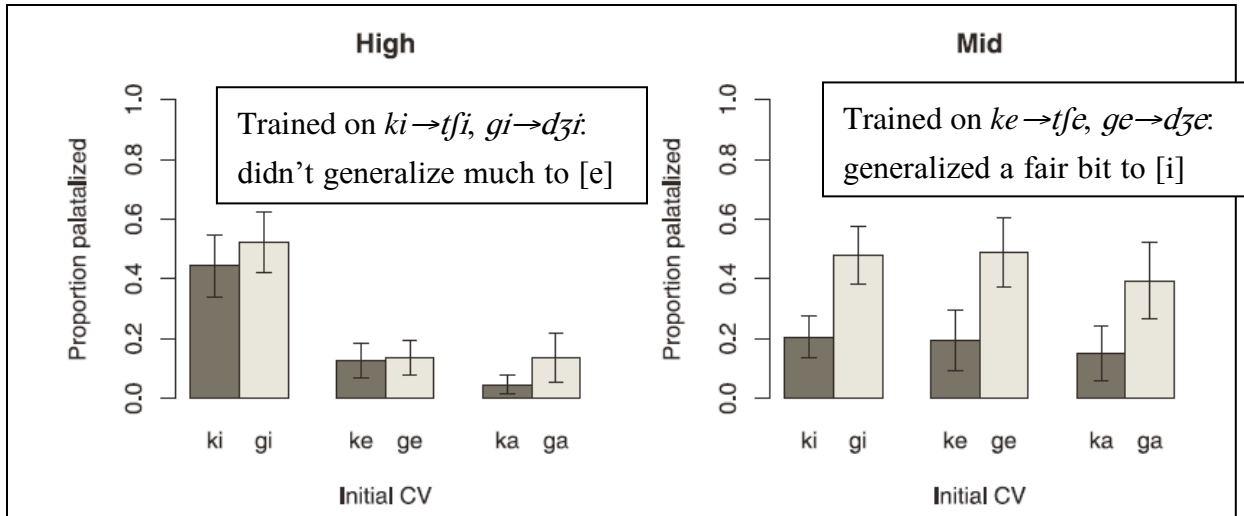 High
Trained on ki→tʃi, gi→dʒi:
didn't generalize much to [e]
Proportion palatalized
1.0
0.8
0.6
0.4
0.2
0.0
ki gi ke ge ka ga
Initial CV
Mid
Trained on ke→tʃe, ge→dʒe:
generalized a fair bit to [i]
Proportion palatalized
1.0
0.8
0.6
0.4
0.2
0.0
ki gi ke ge ka ga
Initial CV